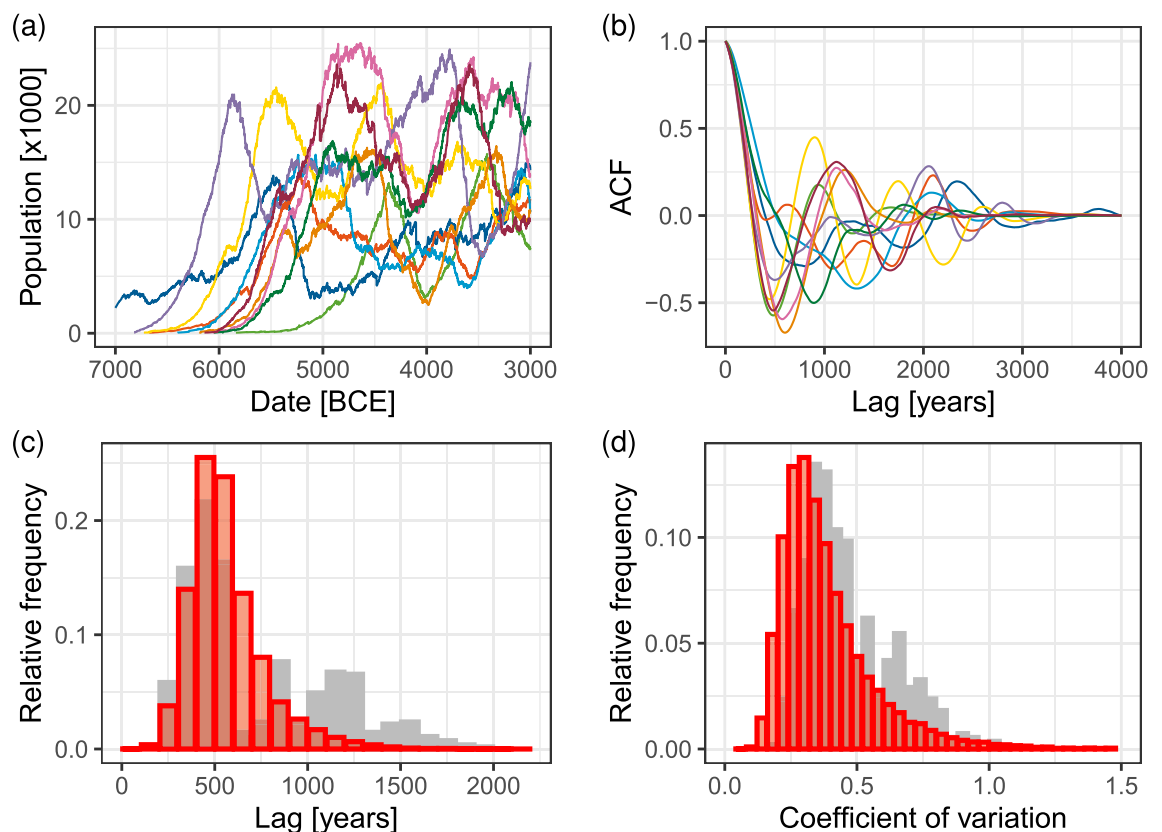 (a)
Population [x1000]
20
10
0
7000 6000 5000 4000 3000
Date [BCE]
(b)
ACF
1.0
0.5
0.0
−0.5
0 1000 2000 3000 4000
Lag [years]
(c)
Relative frequency
0.2
0.1
0.0
0 500 1000 1500 2000
Lag [years]
(d)
Relative frequency
0.10
0.05
0.00
0.0 0.5 1.0 1.5
Coefficient of variation